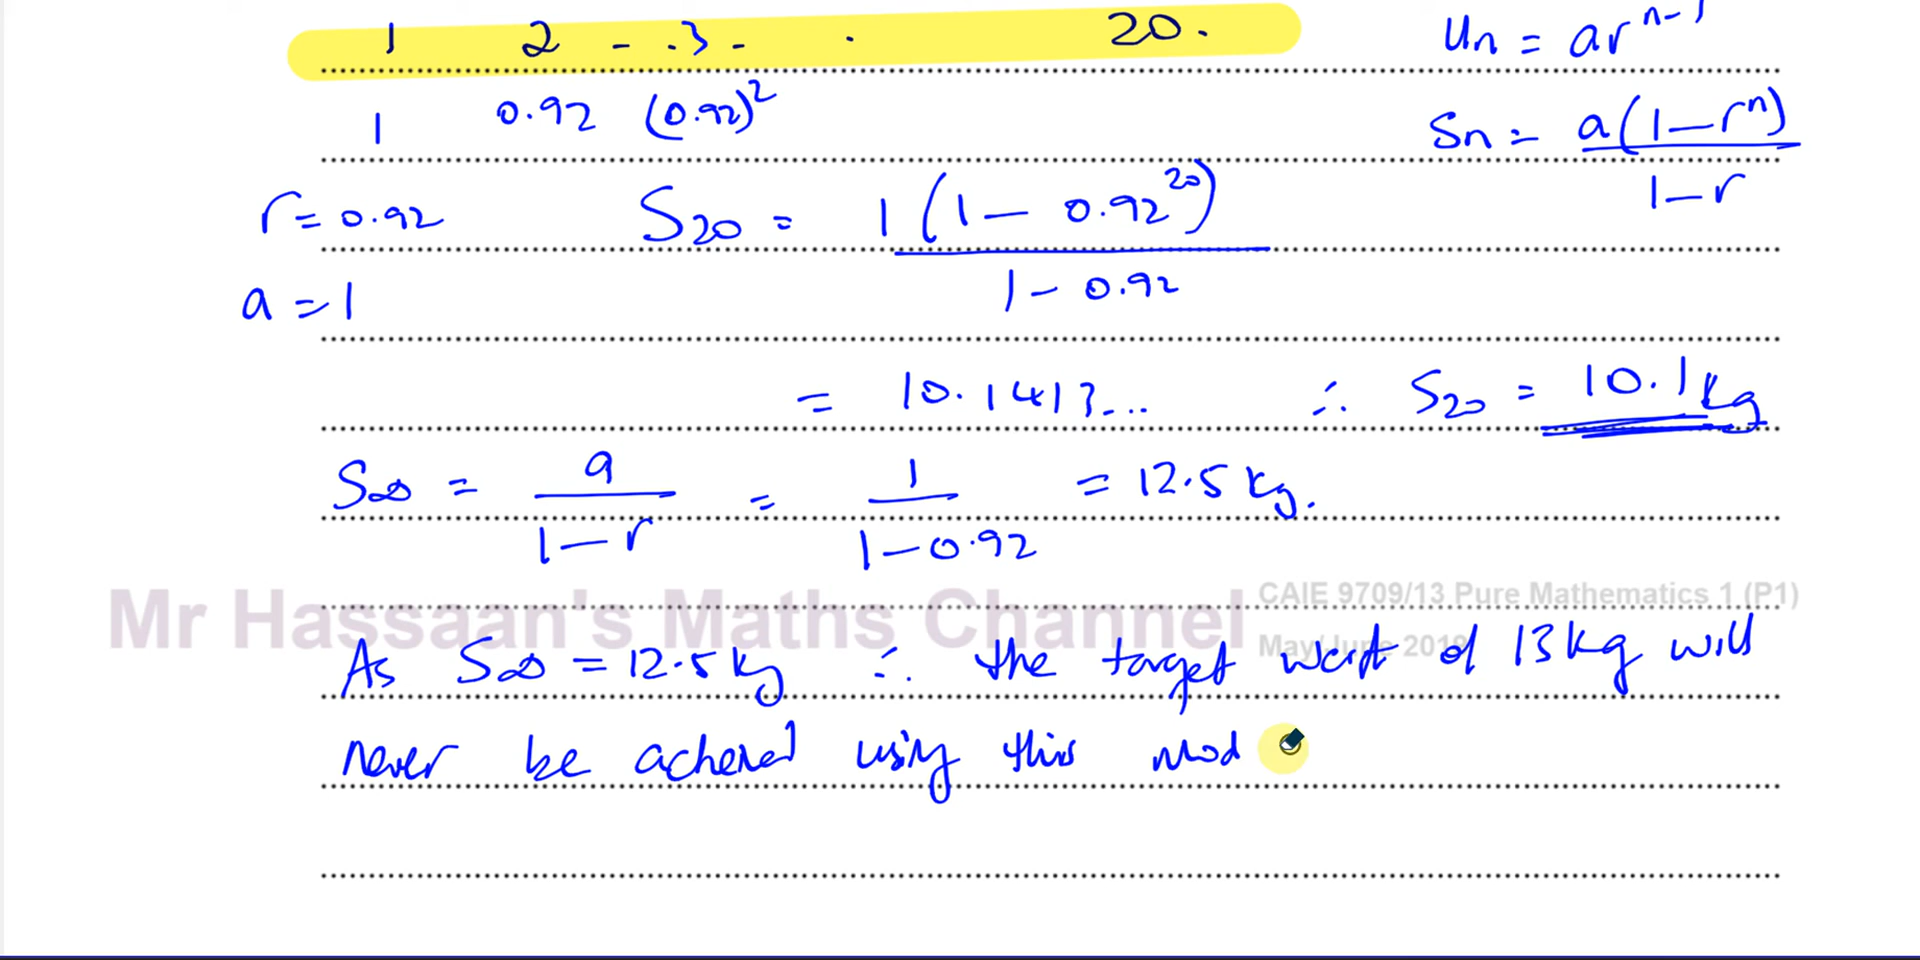 1 2 - . 3 - . 20. Un = ar^(n-1)
1 0.92 (0.92)^2 Sn = a(1-r^n) / 1-r
r = 0.92 S20 = 1(1 - 0.92^20) / 1 - 0.92
a = 1
= 10.1413... ∴ S20 = 10.1 kg
S∞ = a / 1-r = 1 / 1-0.92 = 12.5 kg.
Mr Hassaan's Maths Channel
CAIE 9709/13 Pure Mathematics 1 (P1)
May/June 2019
As S∞ = 12.5 kg ∴ the target of 13 kg will
never be using this mod